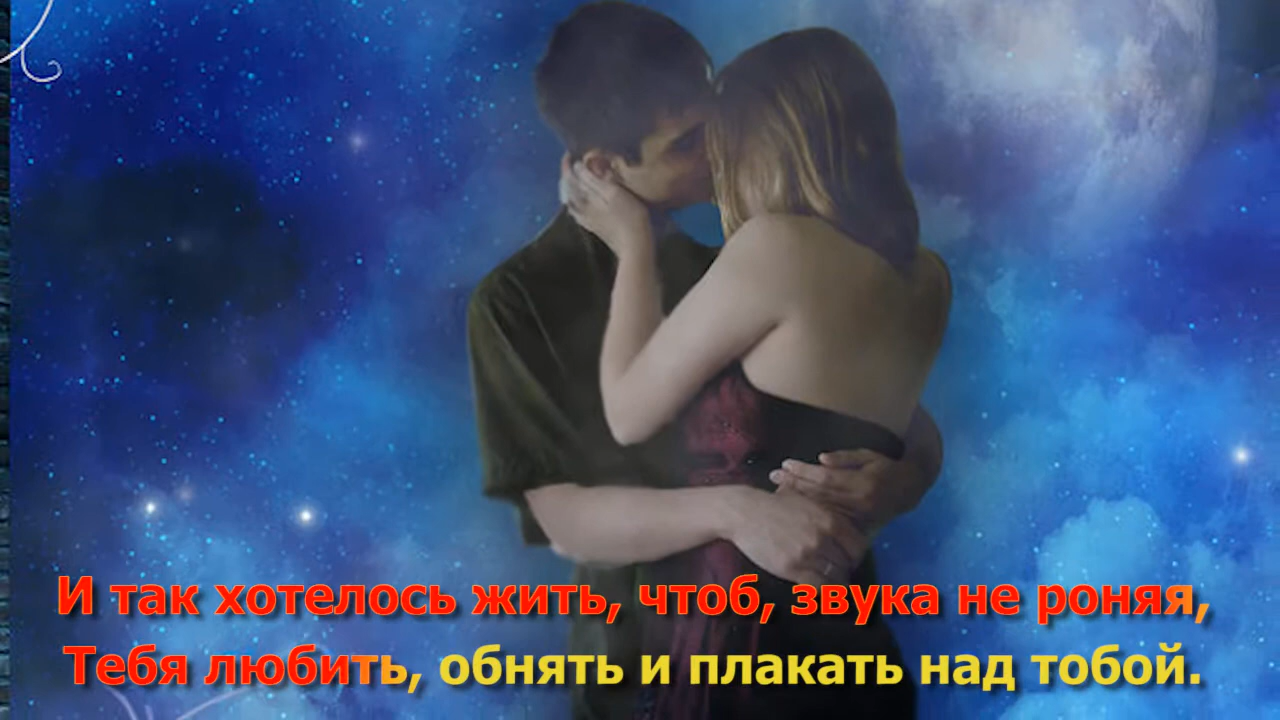 И так хотелось жить, чтоб, звука не роняя,
Тебя любить, обнять и плакать над тобой.